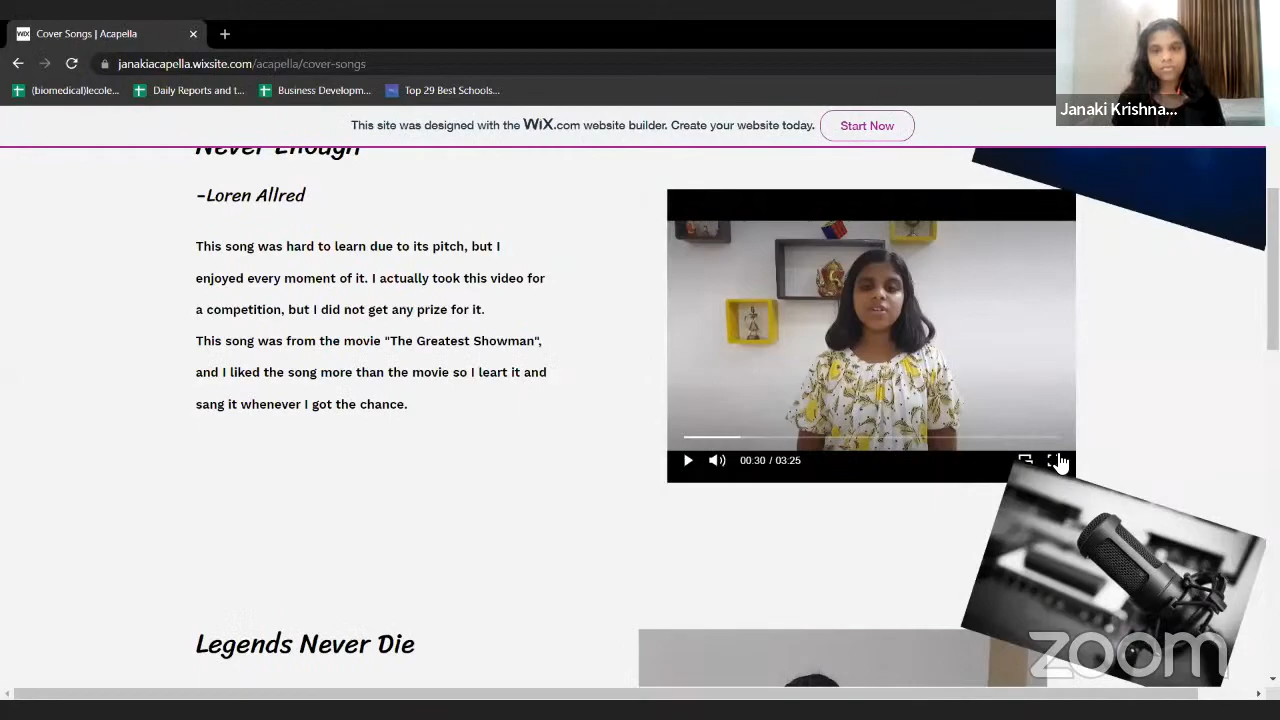 WiX Cover Songs | Acapella
janakiacapella.wixsite.com/acapella/cover-songs
(biomedical)lecole...
Daily Reports and t...
Business Developm...
Top 29 Best Schools...
Janaki Krishna...
This site was designed with the WiX.com website builder. Create your website today.
Start Now
Never Enough
-Loren Allred
This song was hard to learn due to its pitch, but I
enjoyed every moment of it. I actually took this video for
a competition, but I did not get any prize for it.
This song was from the movie "The Greatest Showman",
and I liked the song more than the movie so I leart it and
sang it whenever I got the chance.
00:30 / 03:25
Legends Never Die
zoom